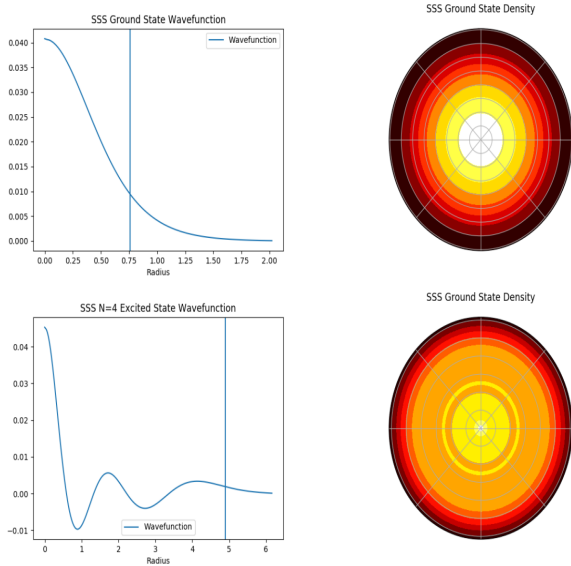 SSS Ground State Wavefunction
Wavefunction
0.040
0.035
0.030
0.025
0.020
0.015
0.010
0.005
0.000
0.00 0.25 0.50 0.75 1.00 1.25 1.50 1.75 2.00
Radius
SSS Ground State Density
SSS N=4 Excited State Wavefunction
0.04
0.03
0.02
0.01
0.00
−0.01
Wavefunction
0 1 2 3 4 5 6
Radius
SSS Ground State Density